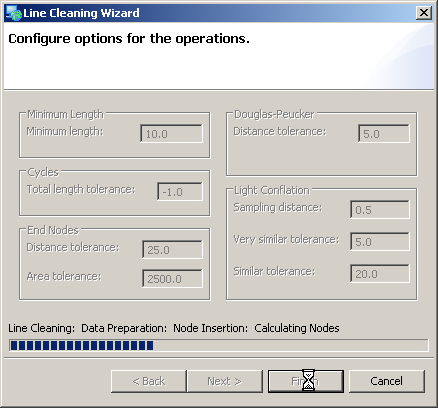 Line Cleaning Wizard
Configure options for the operations.
Minimum Length
Minimum length: 10.0
Cycles
Total length tolerance: -1.0
End Nodes
Distance tolerance: 25.0
Area tolerance: 2500.0
Douglas-Peucker
Distance tolerance: 5.0
Light Conflation
Sampling distance: 0.5
Very similar tolerance: 5.0
Similar tolerance: 20.0
Line Cleaning: Data Preparation: Node Insertion: Calculating Nodes
< Back Next > Cancel